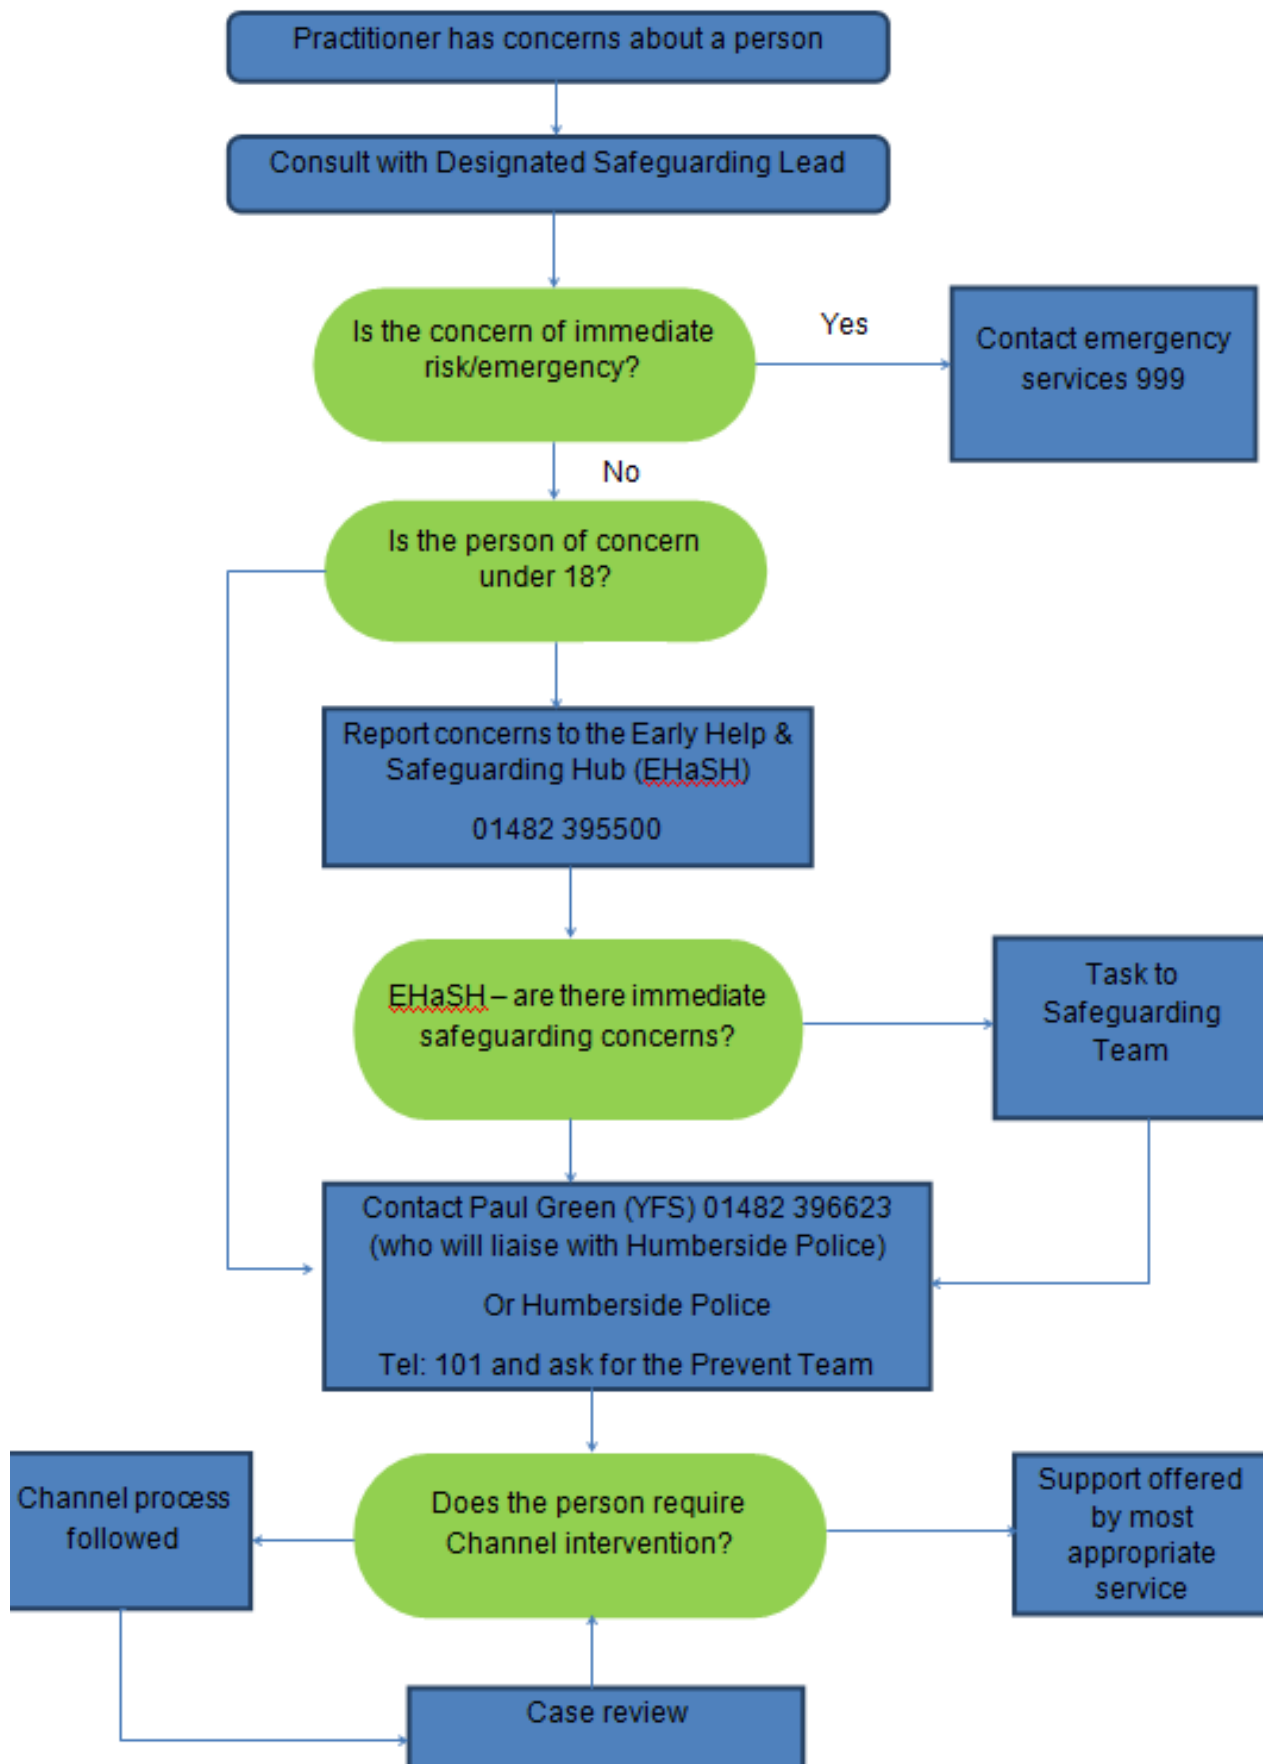 Practitioner has concerns about a person
Consult with Designated Safeguarding Lead
Is the concern of immediate
risk/emergency?
Yes
Contact emergency
services 999
No
Is the person of concern
under 18?
Report concerns to the Early Help &
Safeguarding Hub (EHaSH)
01482 395500
EHaSH – are there immediate
safeguarding concerns?
Task to
Safeguarding
Team
Contact Paul Green (YFS) 01482 396623
(who will liaise with Humberside Police)
Or Humberside Police
Tel: 101 and ask for the Prevent Team
Channel process
followed
Does the person require
Channel intervention?
Support offered
by most
appropriate
service
Case review